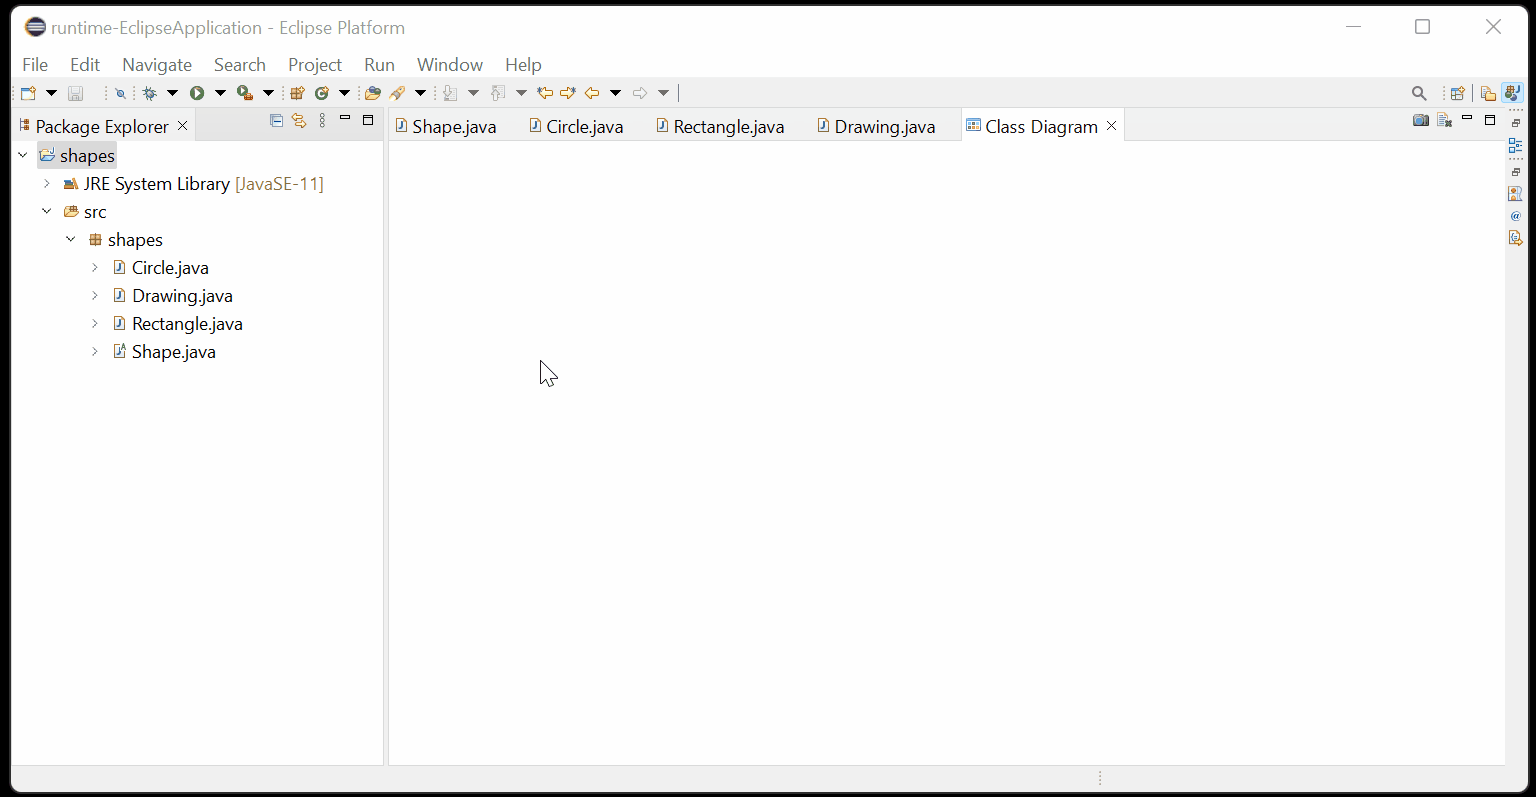 runtime-EclipseApplication - Eclipse Platform
File Edit Navigate Search Project Run Window Help
Package Explorer
Shape.java Circle.java Rectangle.java Drawing.java Class Diagram
shapes
JRE System Library [JavaSE-11]
src
shapes
Circle.java
Drawing.java
Rectangle.java
Shape.java